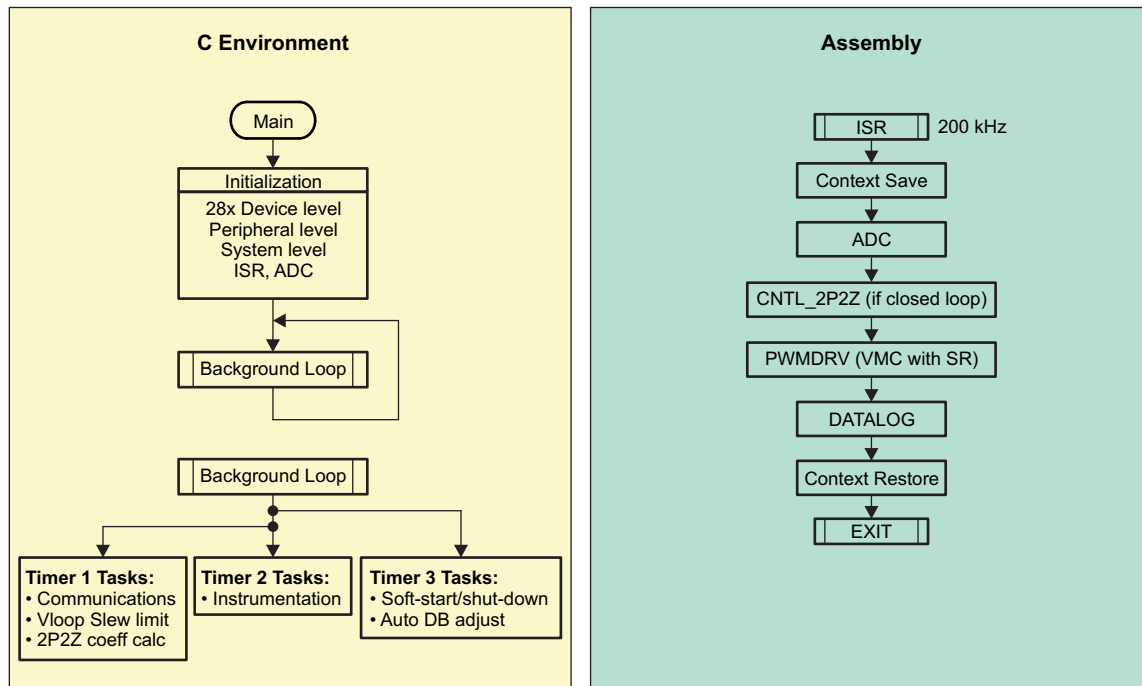 C Environment
Main
Initialization
28x Device level
Peripheral level
System level
ISR, ADC
Background Loop
Background Loop
Timer 1 Tasks:
• Communications
• Vloop Slew limit
• 2P2Z coeff calc
Timer 2 Tasks:
• Instrumentation
Timer 3 Tasks:
• Soft-start/shut-down
• Auto DB adjust
Assembly
ISR 200 kHz
Context Save
ADC
CNTL_2P2Z (if closed loop)
PWMDRV (VMC with SR)
DATALOG
Context Restore
EXIT